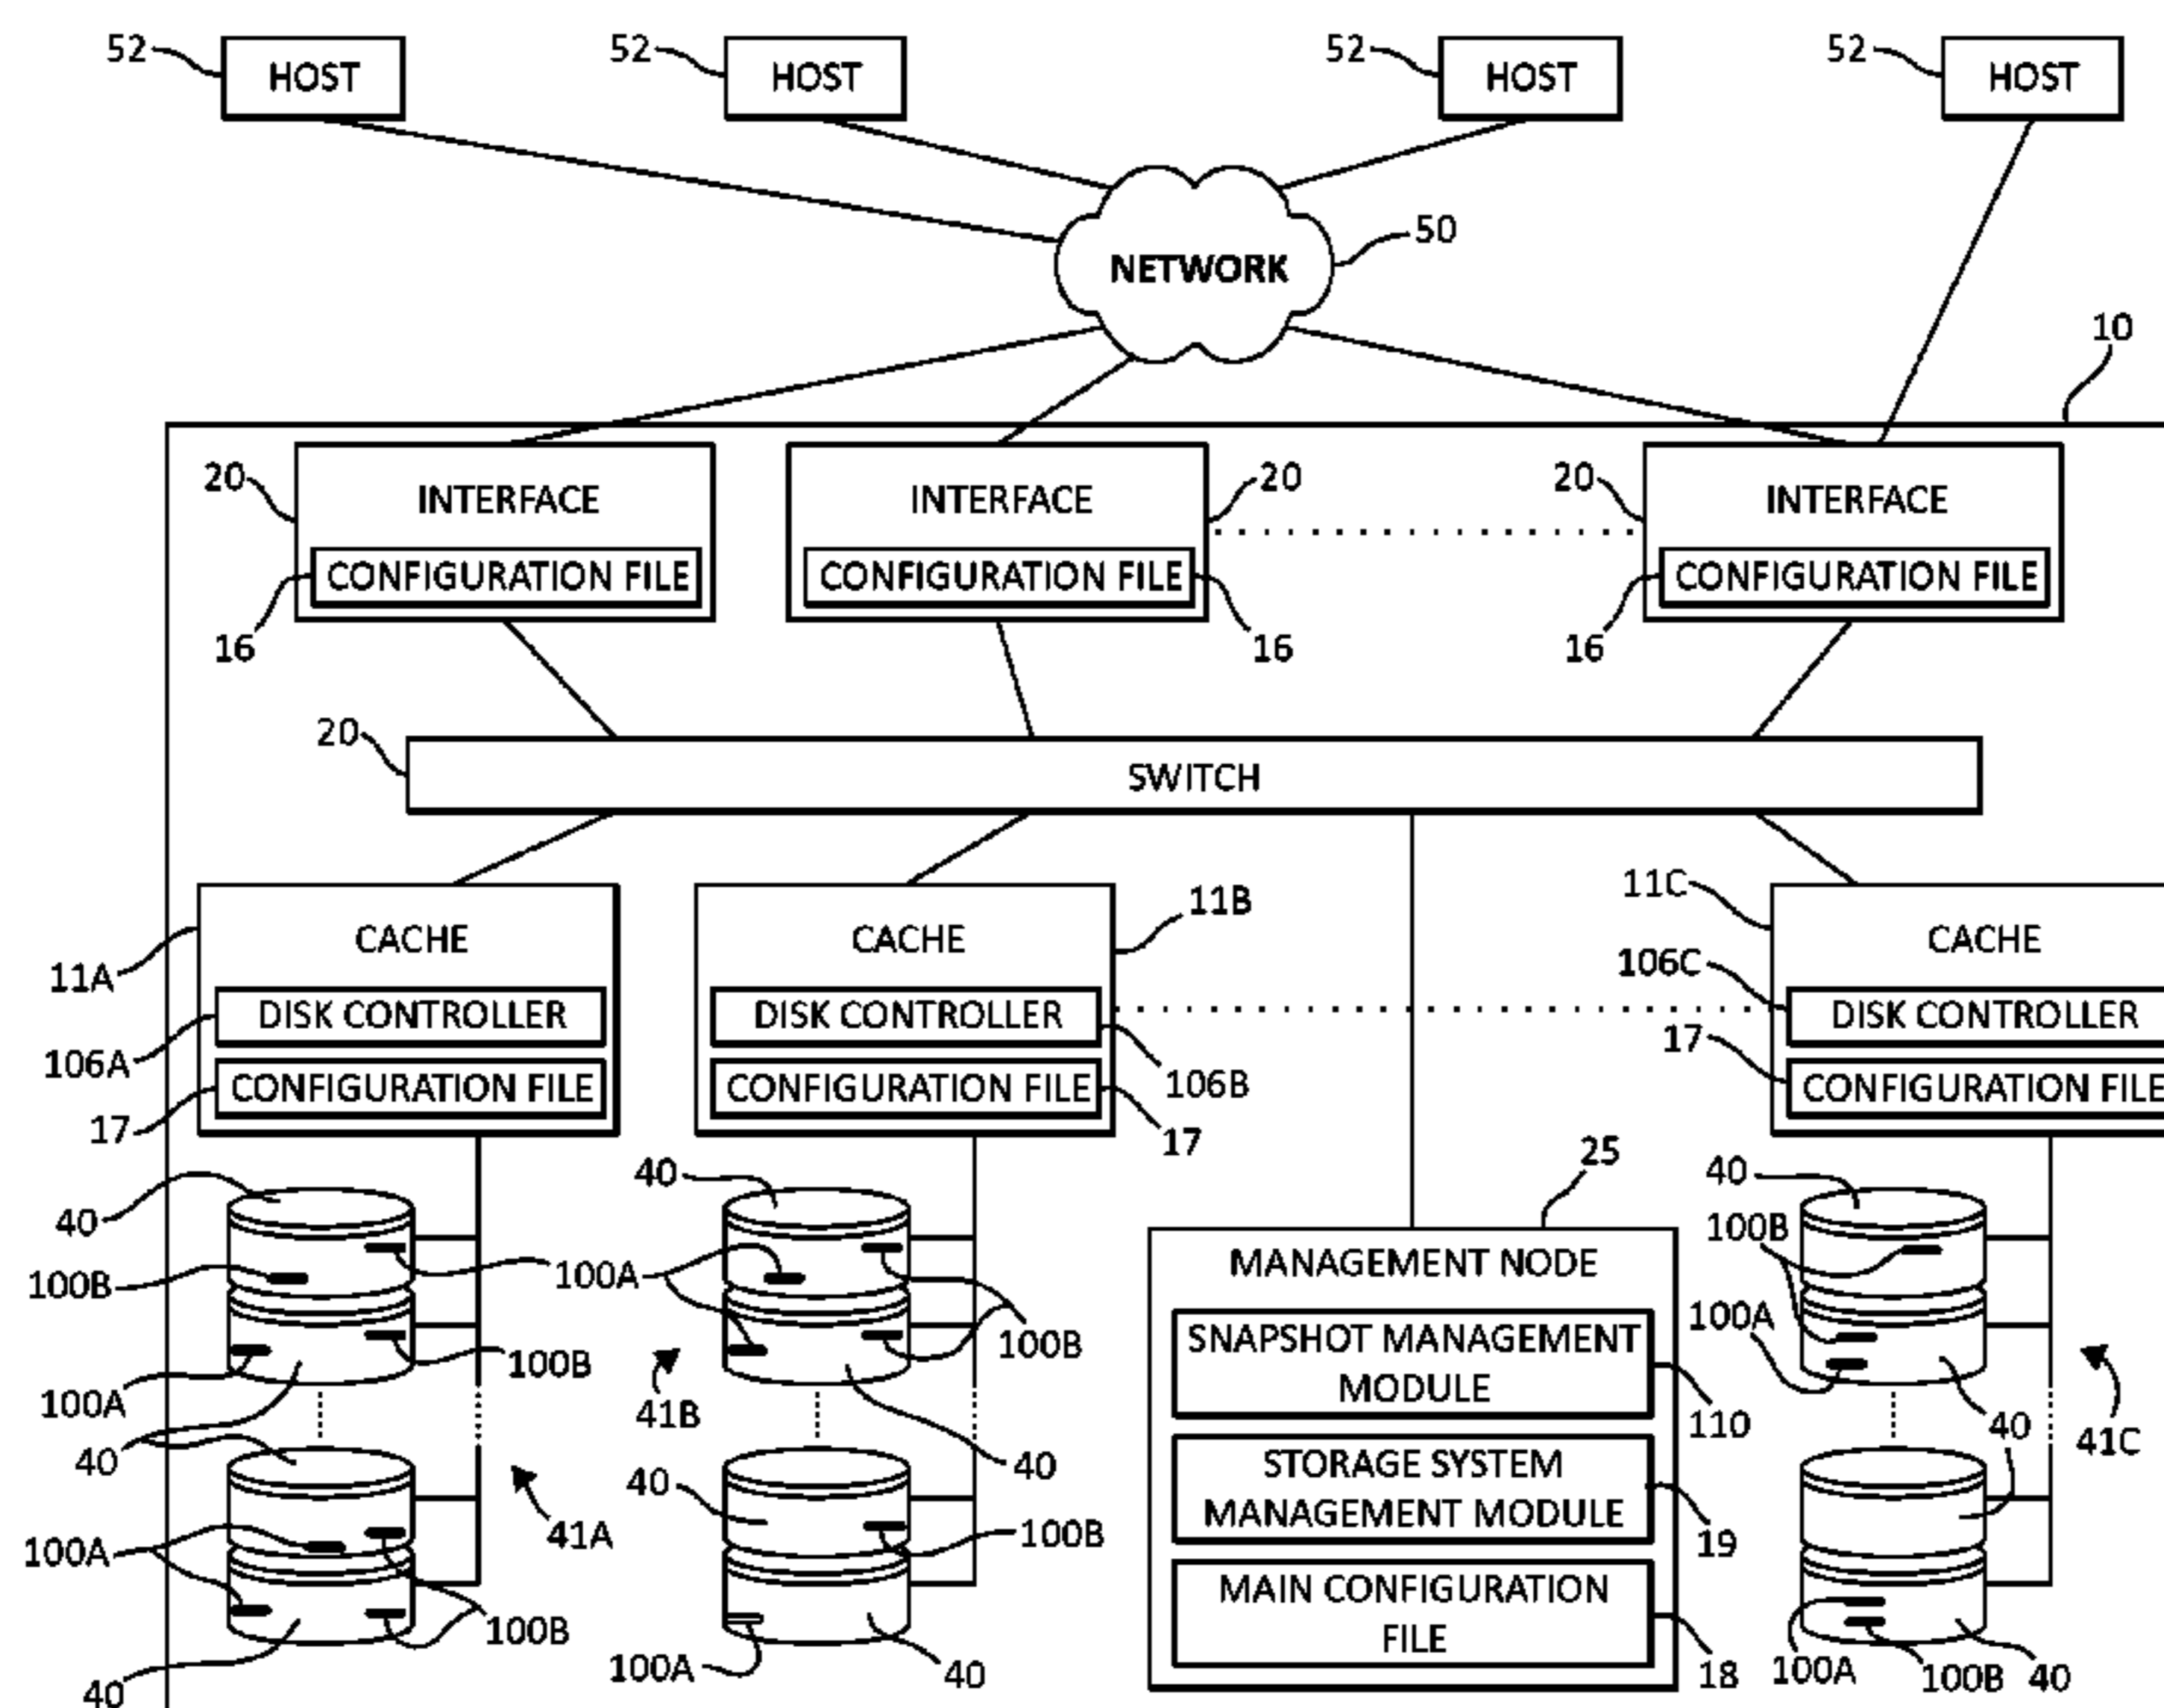 52 HOST 52 HOST 52 HOST 52 HOST
50
NETWORK
10
20 INTERFACE INTERFACE 20 20 INTERFACE
CONFIGURATION FILE CONFIGURATION FILE CONFIGURATION FILE
16 16 16
20
SWITCH
11A CACHE CACHE 11B 11C CACHE
106C
DISK CONTROLLER DISK CONTROLLER DISK CONTROLLER
106A 106B 17
CONFIGURATION FILE CONFIGURATION FILE CONFIGURATION FILE
17 17
25
40 40 40
100B 100A 100B
MANAGEMENT NODE
100A 100B 100B 100A
SNAPSHOT MANAGEMENT
MODULE
41B 110 40 41C
40 40 40
STORAGE SYSTEM
MANAGEMENT MODULE
100A 41A 100B 19
MAIN CONFIGURATION
FILE
100B 100A 40 18 100A 100B 40
40